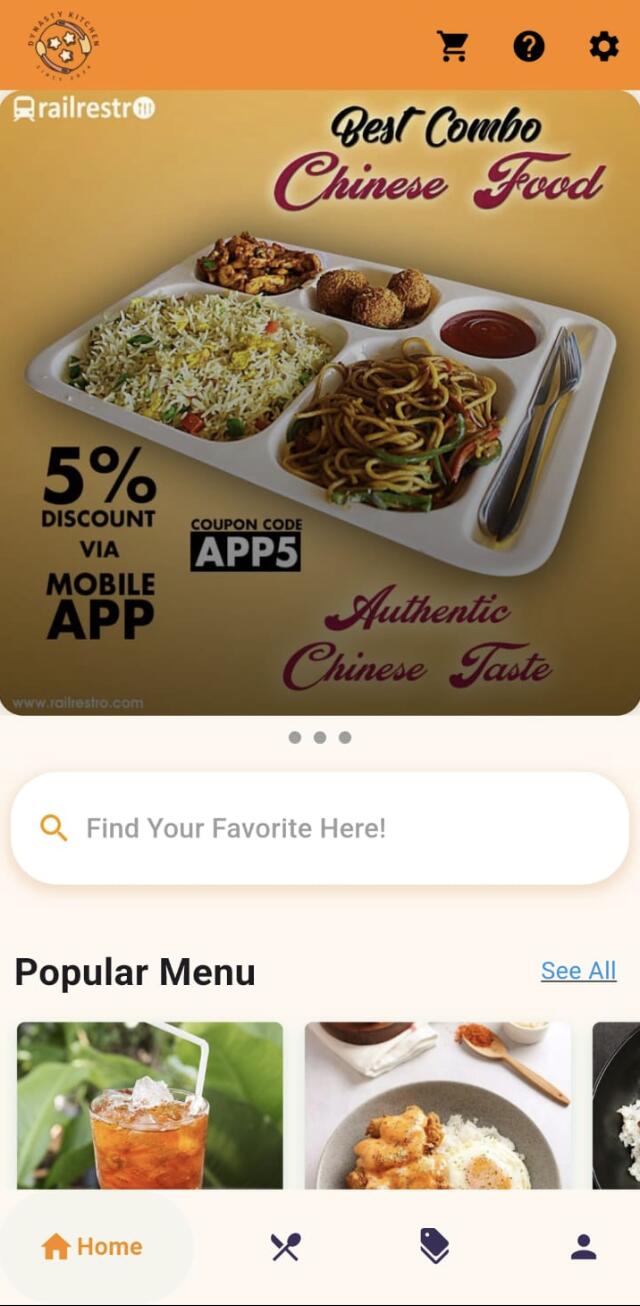 DYNASTY KITCHEN
railrestro
Best Combo
Chinese Food
5%
DISCOUNT
VIA
MOBILE
APP
COUPON CODE
APP5
Authentic
Chinese Taste
www.railrestro.com
Find Your Favorite Here!
Popular Menu
See All
Home